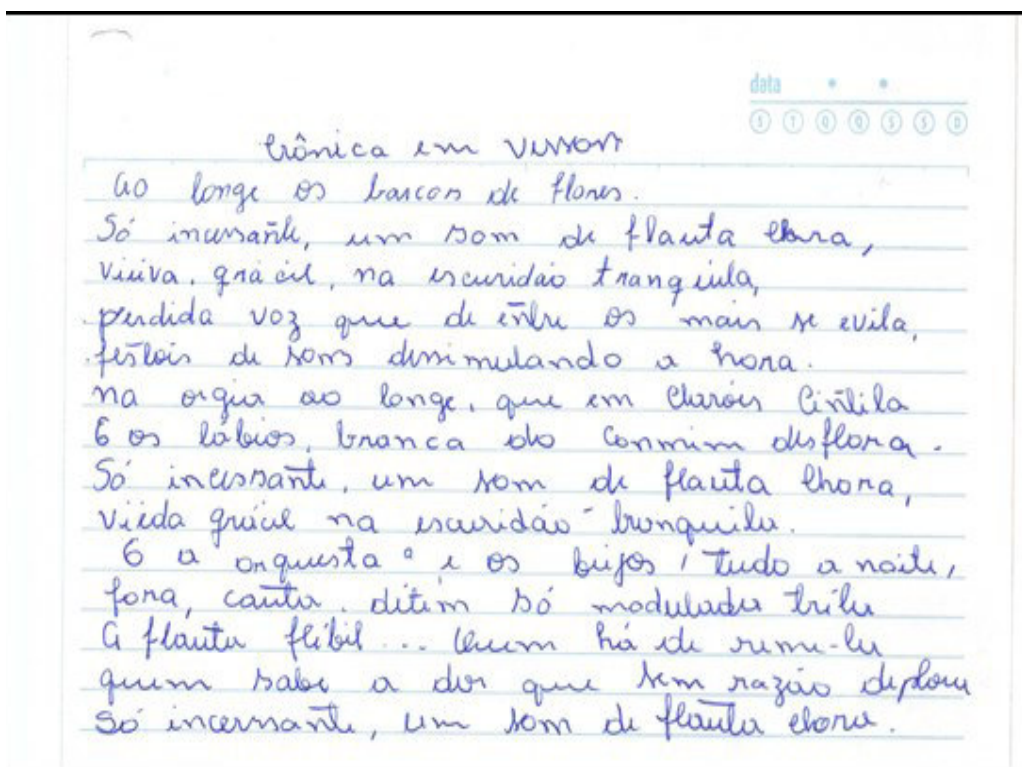 data
S T Q Q S S D
Crônica em versos
Ao longe os barcos de flores.
Só incessante, um som de flauta chora,
viúva, grácil, na escuridão tranquila,
perdida voz que de entre os mais se exila,
festões de sons dissimulando a hora.
na orgia ao longe, que em clarões cintila
E os lábios, branca do carmim desflora.
Só incessante, um som de flauta chora,
viúda grácil na escuridão tranquila.
E a orquesta e os beijos / tudo a noite,
fora, cauta, ditem só modulada trila
A flauta flébil... Quem há de remi-la
quem sabe a dor que sem razão deplora
Só incessante, um som de flauta chora.